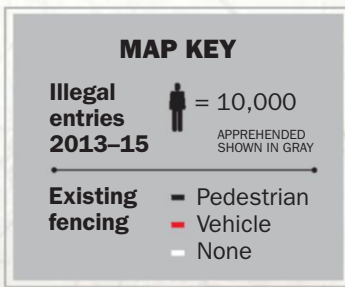 MAP KEY
Illegal
entries
2013–15
= 10,000
APPREHENDED
SHOWN IN GRAY
Existing
fencing
Pedestrian
Vehicle
None